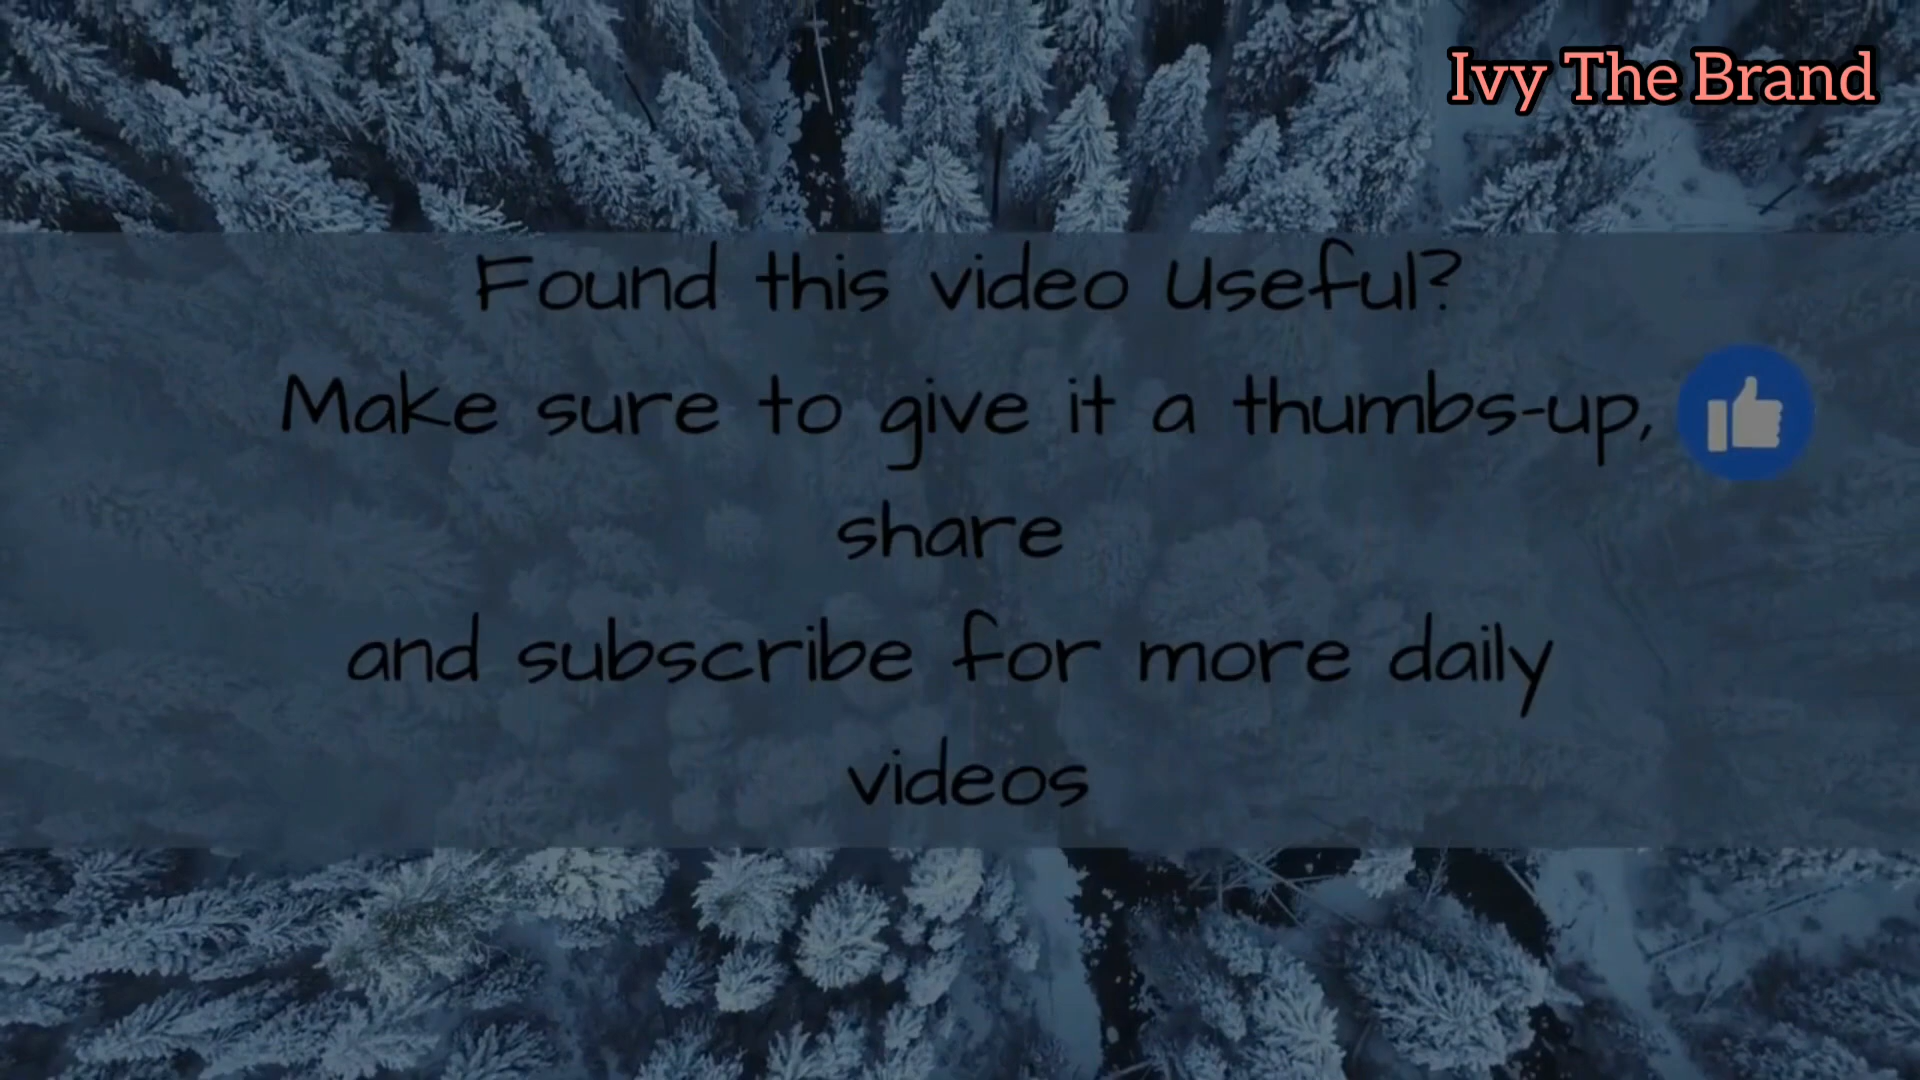 Ivy The Brand
Found this video useful?
Make sure to give it a thumbs-up,
share
and subscribe for more daily
videos